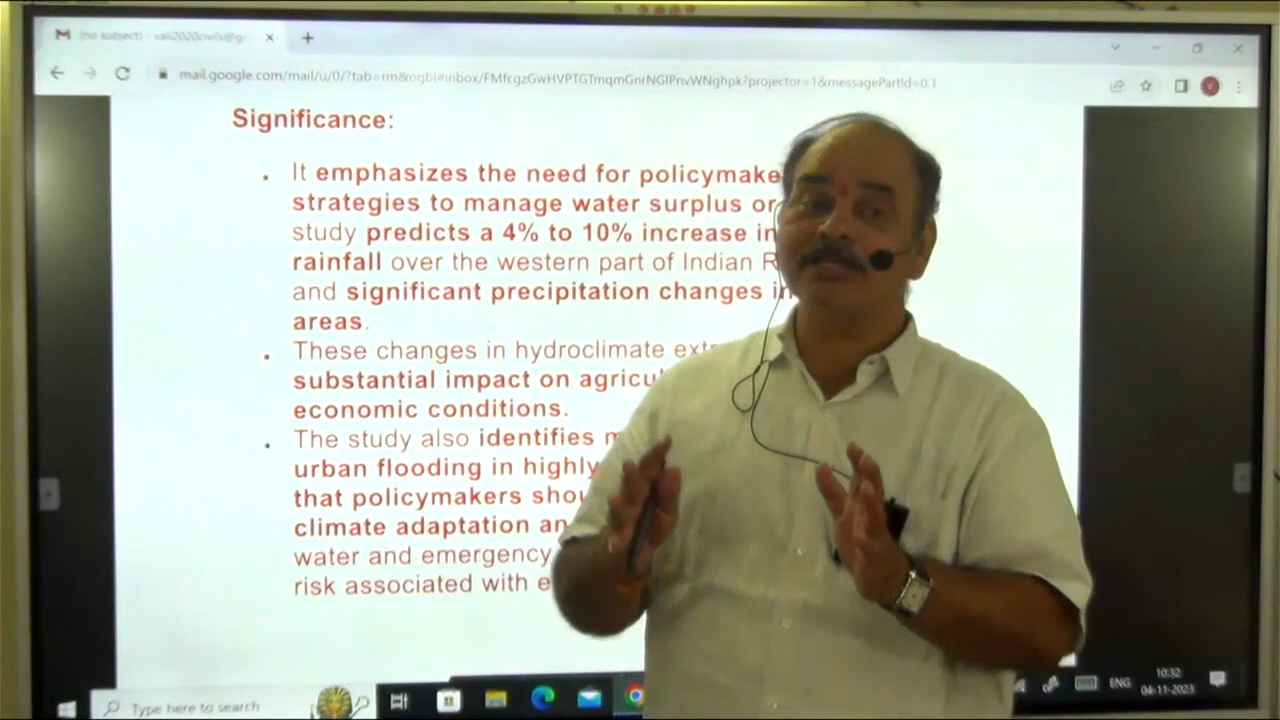 (no subject) - vali2020civils@g
mail.google.com/mail/u/0/?tab=rm&ogbl#inbox/FMfcgzGwHVPTGTmqmGnrNGlPnvWNghpk?projector=1&messagePartId=0.1
Significance:
It emphasizes the need for policymake
strategies to manage water surplus or
study predicts a 4% to 10% increase in
rainfall over the western part of Indian R
and significant precipitation changes in
areas.
These changes in hydroclimate extr
substantial impact on agricul
economic conditions.
The study also identifies m
urban flooding in highly
that policymakers shou
climate adaptation an
water and emergency
risk associated with e
Type here to search
ENG
10:32
04-11-2023